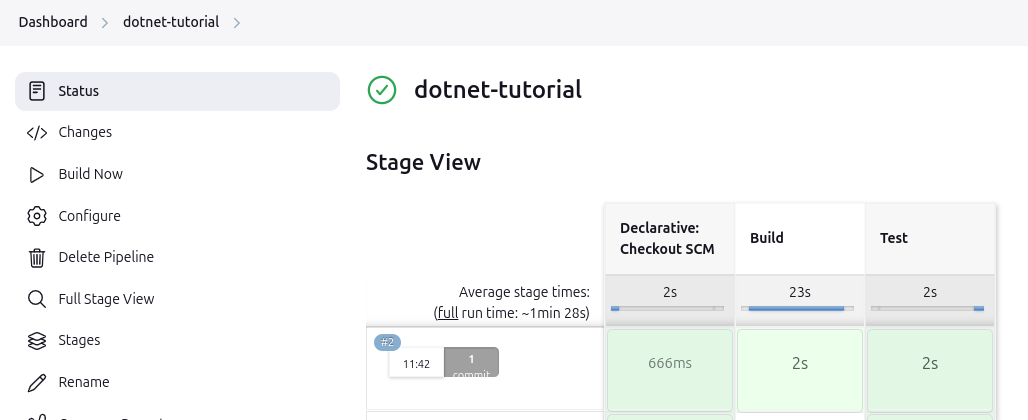 Dashboard
dotnet-tutorial
Status
Changes
Build Now
Configure
Delete Pipeline
Full Stage View
Stages
Rename
dotnet-tutorial
Stage View
Declarative:
Checkout SCM
Build
Test
Average stage times:
(full run time: ~1min 28s)
2s
23s
2s
#2
11:42
1
commit
666ms
2s
2s